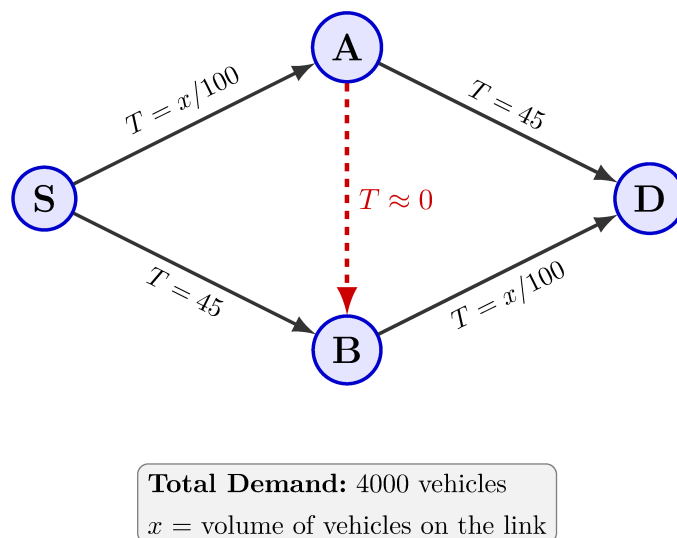 A
T = x/100
T = 45
S
T ≈ 0
D
T = 45
T = x/100
B
Total Demand: 4000 vehicles
x = volume of vehicles on the link